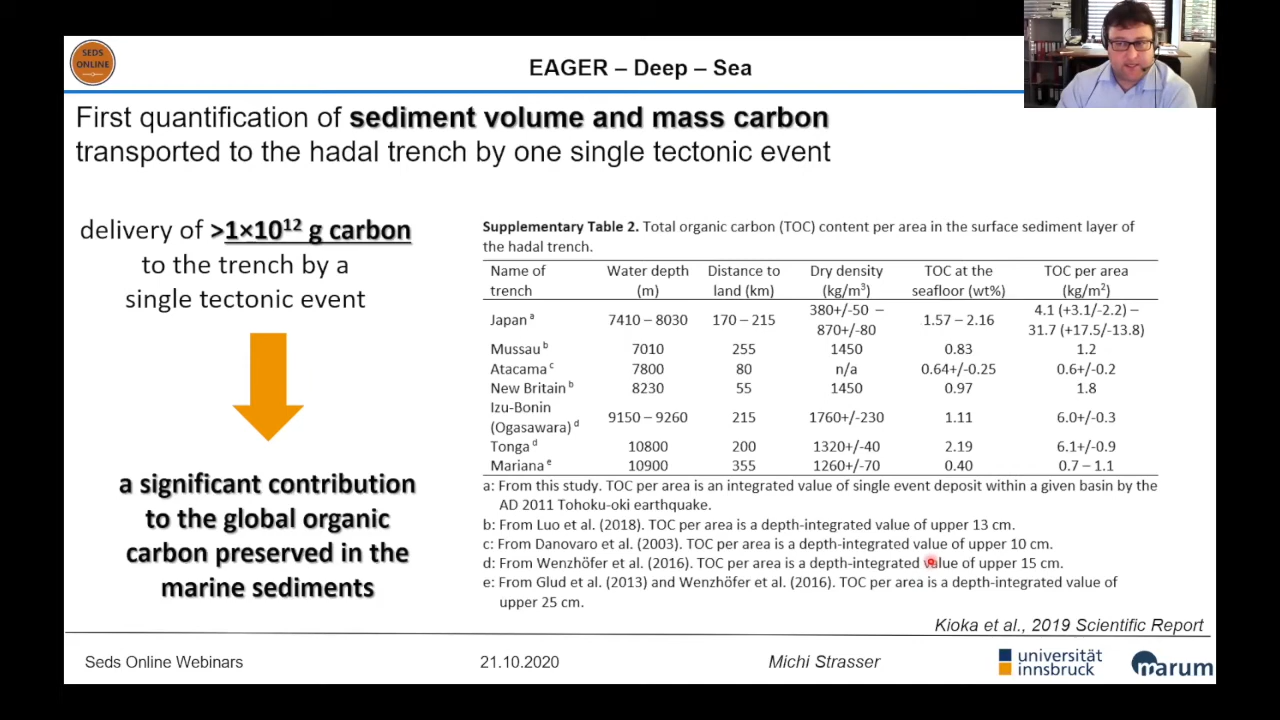 SEDS
ONLINE
EAGER – Deep – Sea
First quantification of sediment volume and mass carbon
transported to the hadal trench by one single tectonic event
delivery of >1×10¹² g carbon
to the trench by a
single tectonic event
a significant contribution
to the global organic
carbon preserved in the
marine sediments
Supplementary Table 2. Total organic carbon (TOC) content per area in the surface sediment layer of
the hadal trench.
Name of trench | Water depth (m) | Distance to land (km) | Dry density (kg/m³) | TOC at the seafloor (wt%) | TOC per area (kg/m²)
Japan ᵃ | 7410 – 8030 | 170 – 215 | 380+/-50 – 870+/-80 | 1.57 – 2.16 | 4.1 (+3.1/-2.2) – 31.7 (+17.5/-13.8)
Mussau ᵇ | 7010 | 255 | 1450 | 0.83 | 1.2
Atacama ᶜ | 7800 | 80 | n/a | 0.64+/-0.25 | 0.6+/-0.2
New Britain ᵇ | 8230 | 55 | 1450 | 0.97 | 1.8
Izu-Bonin (Ogasawara) ᵈ | 9150 – 9260 | 215 | 1760+/-230 | 1.11 | 6.0+/-0.3
Tonga ᵈ | 10800 | 200 | 1320+/-40 | 2.19 | 6.1+/-0.9
Mariana ᵉ | 10900 | 355 | 1260+/-70 | 0.40 | 0.7 – 1.1
a: From this study. TOC per area is an integrated value of single event deposit within a given basin by the
AD 2011 Tohoku-oki earthquake.
b: From Luo et al. (2018). TOC per area is a depth-integrated value of upper 13 cm.
c: From Danovaro et al. (2003). TOC per area is a depth-integrated value of upper 10 cm.
d: From Wenzhöfer et al. (2016). TOC per area is a depth-integrated value of upper 15 cm.
e: From Glud et al. (2013) and Wenzhöfer et al. (2016). TOC per area is a depth-integrated value of
upper 25 cm.
Kioka et al., 2019 Scientific Report
Seds Online Webinars
21.10.2020
Michi Strasser
universität
innsbruck
marum